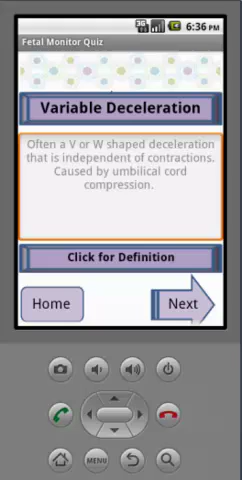 3G
6:36 PM
Fetal Monitor Quiz
Variable Deceleration
Often a V or W shaped deceleration
that is independent of contractions.
Caused by umbilical cord
compression.
Click for Definition
Home
Next
MENU